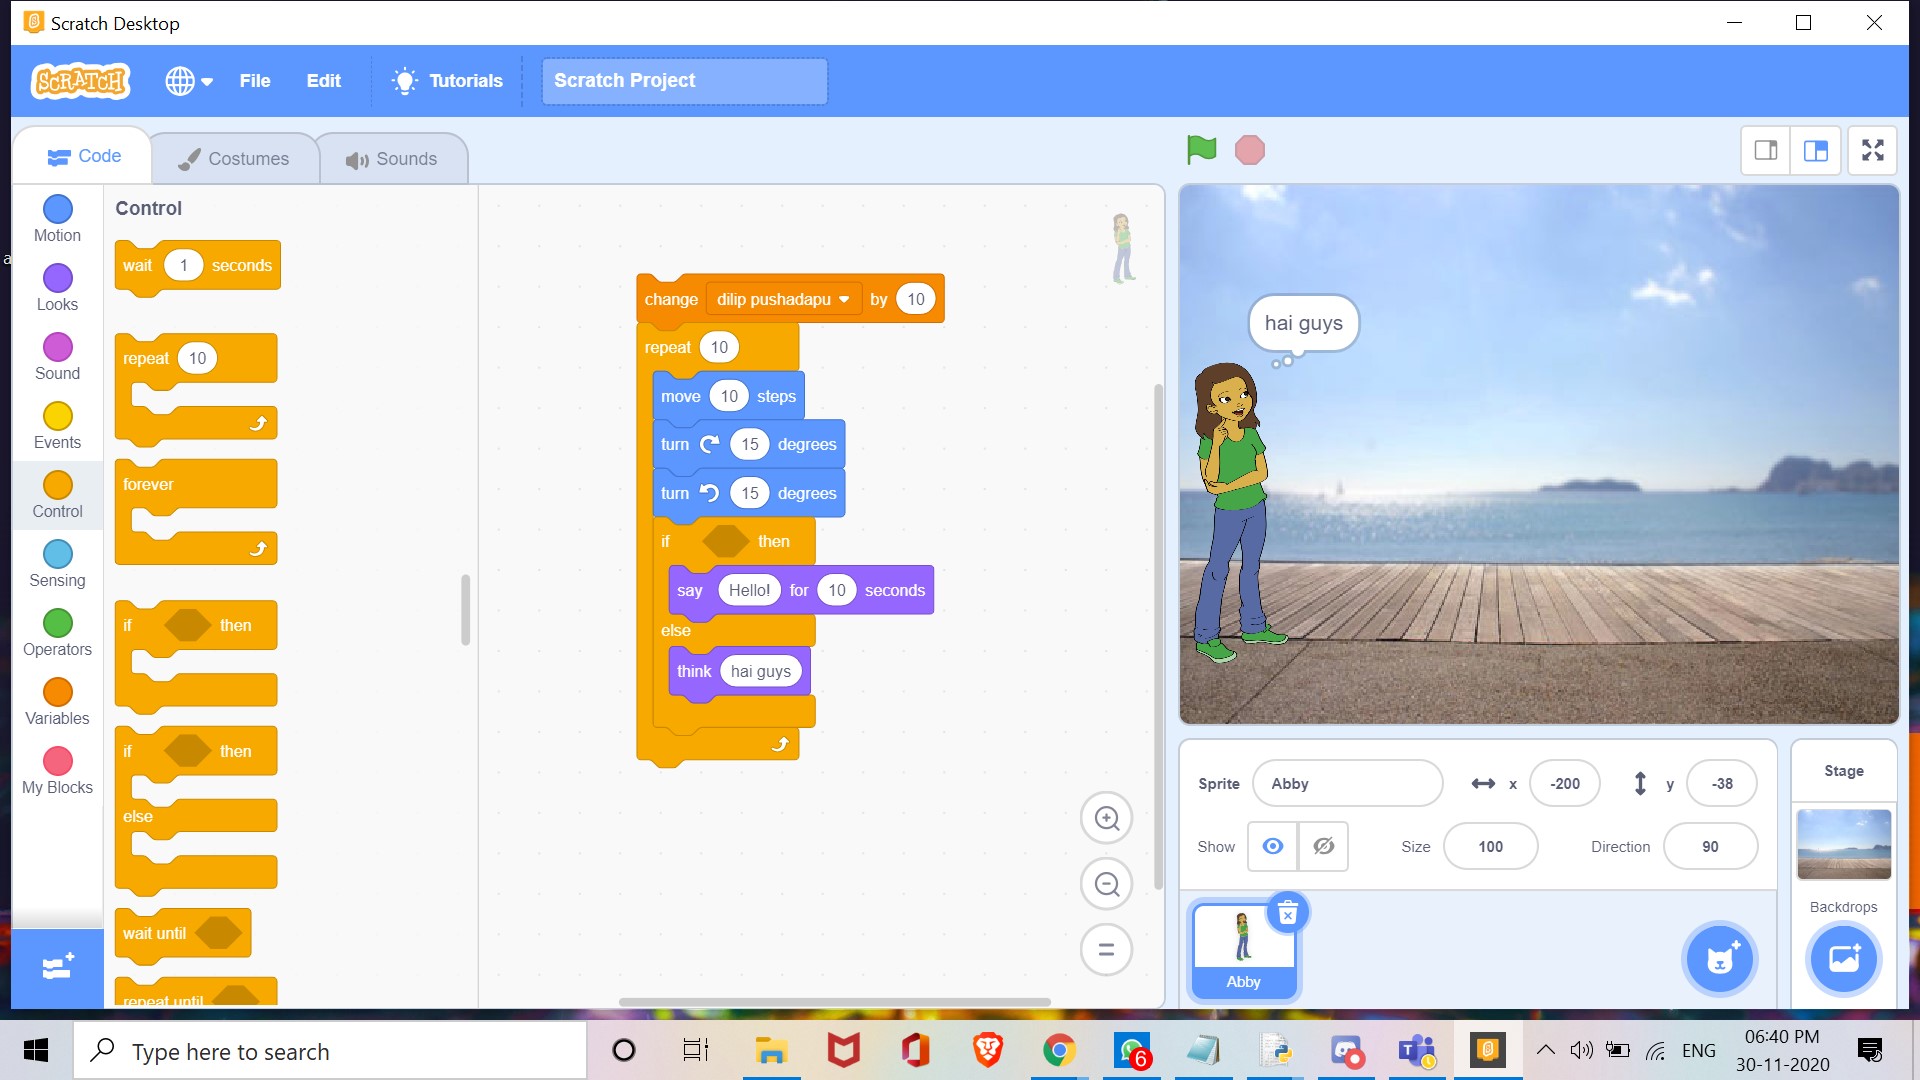 Scratch Desktop
SCRATCH
File
Edit
Tutorials
Scratch Project
Code
Costumes
Sounds
Motion
Looks
Sound
Events
Control
Sensing
Operators
Variables
My Blocks
Control
wait 1 seconds
repeat 10
forever
if then
if then
else
wait until
repeat until
change dilip pushadapu by 10
repeat 10
move 10 steps
turn 15 degrees
turn 15 degrees
if then
say Hello! for 10 seconds
else
think hai guys
hai guys
Sprite Abby x -200 y -38
Show Size 100 Direction 90
Abby
Stage
Backdrops
a
Type here to search
6
ENG
06:40 PM
30-11-2020